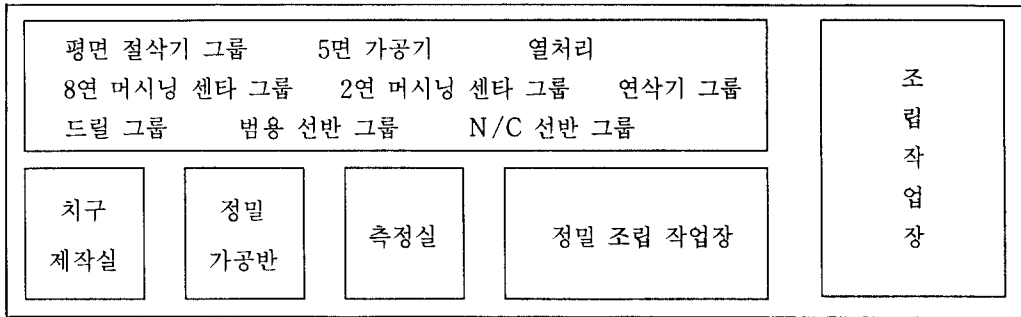 평면 절삭기 그룹 5면 가공기 열처리
8연 머시닝 센타 그룹 2연 머시닝 센타 그룹 연삭기 그룹
드릴 그룹 범용 선반 그룹 N/C 선반 그룹
치구
제작실
정밀
가공반
측정실
정밀 조립 작업장
조
립
작
업
장